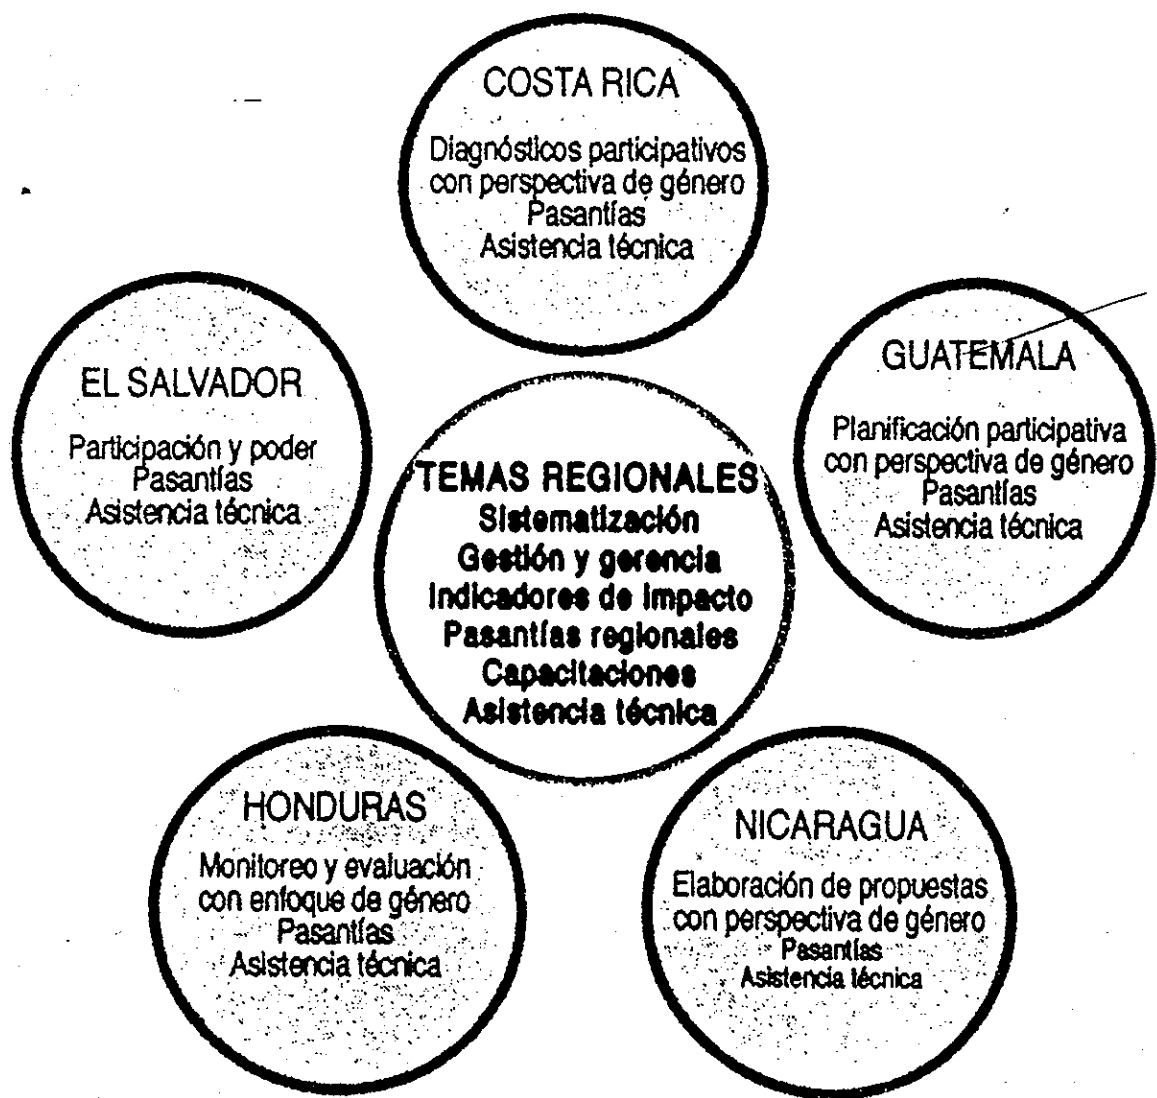 COSTA RICA
Diagnósticos participativos
con perspectiva de género
Pasantías
Asistencia técnica
EL SALVADOR
Participación y poder
Pasantías
Asistencia técnica
GUATEMALA
Planificación participativa
con perspectiva de género
Pasantías
Asistencia técnica
TEMAS REGIONALES
Sistematización
Gestión y gerencia
Indicadores de impacto
Pasantías regionales
Capacitaciones
Asistencia técnica
HONDURAS
Monitoreo y evaluación
con enfoque de género
Pasantías
Asistencia técnica
NICARAGUA
Elaboración de propuestas
con perspectiva de género
Pasantías
Asistencia técnica